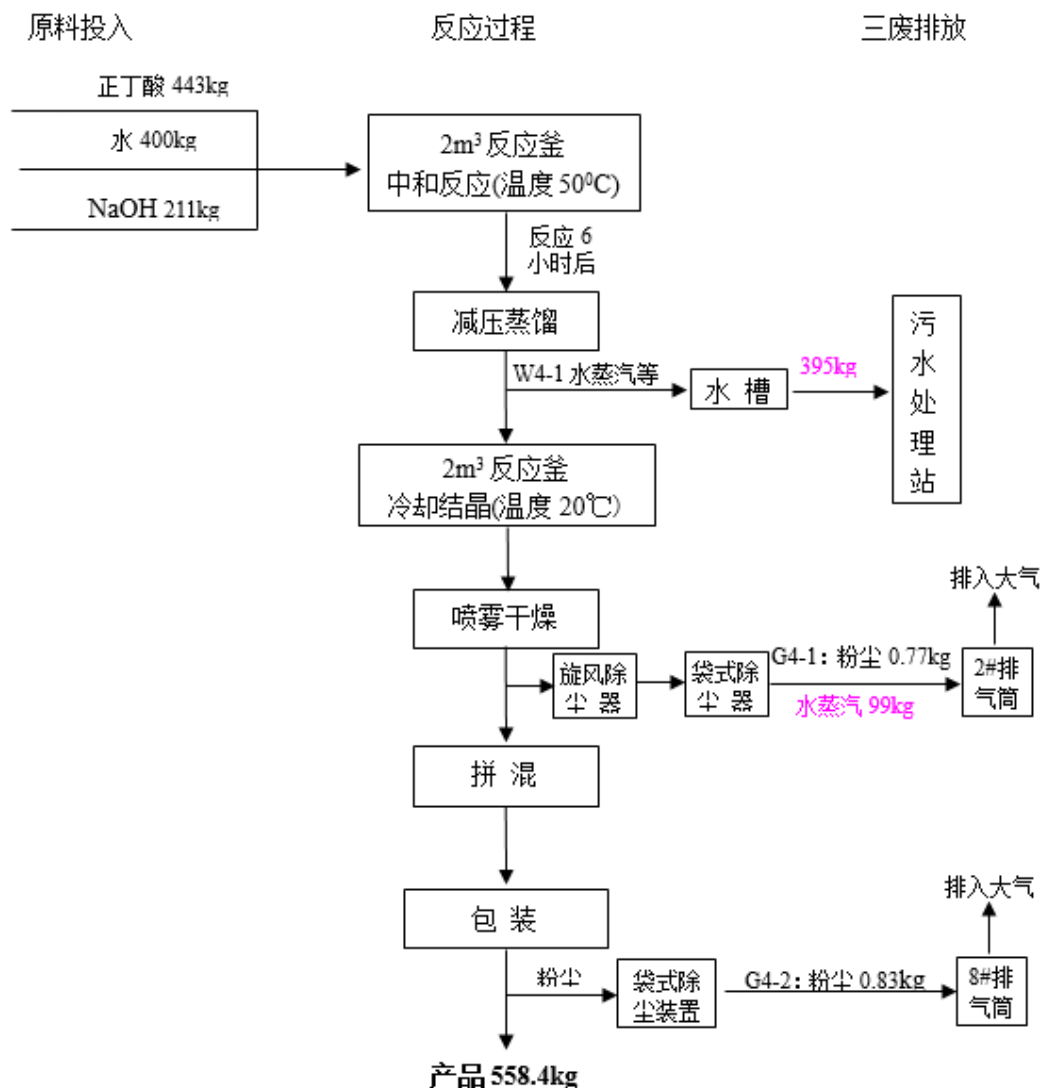 原料投入
反应过程
三废排放
正丁酸 443kg
水 400kg
NaOH 211kg
2m³ 反应釜
中和反应(温度 50⁰C)
反应 6
小时后
减压蒸馏
W4-1 水蒸汽等
水 槽
395kg
污
水
处
理
站
2m³ 反应釜
冷却结晶(温度 20℃)
喷雾干燥
旋风除
尘 器
袋式除
尘 器
G4-1：粉尘 0.77kg
水蒸汽 99kg
2#排
气筒
排入大气
拼 混
包 装
粉尘
袋式除
尘装置
G4-2：粉尘 0.83kg
8#排
气筒
排入大气
产品 558.4kg